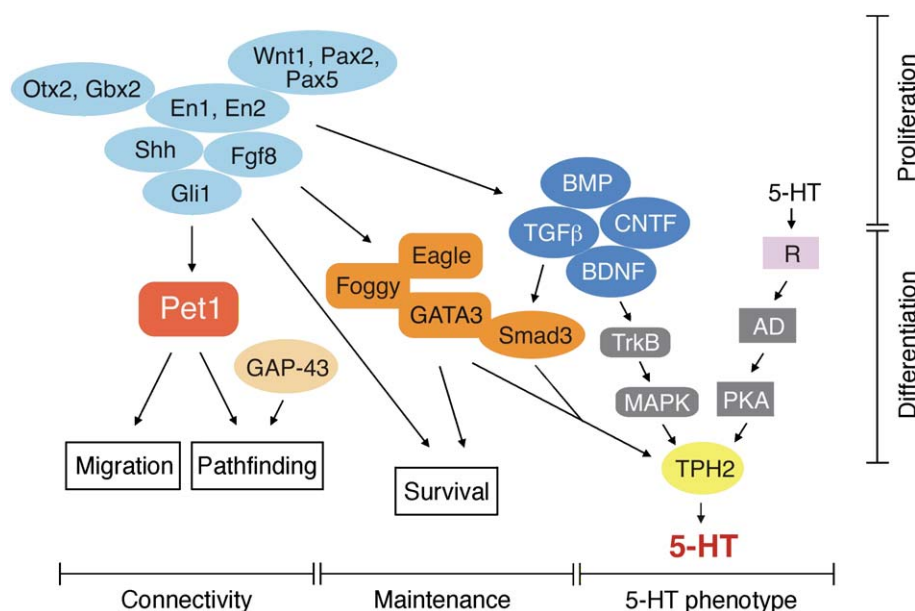 Wnt1, Pax2,
Pax5
Otx2, Gbx2
En1, En2
Shh
Fgf8
Gli1
BMP
TGFβ
CNTF
BDNF
5-HT
R
Eagle
Foggy
GATA3
Smad3
Pet1
GAP-43
TrkB
AD
MAPK
PKA
Migration
Pathfinding
Survival
TPH2
5-HT
Connectivity
Maintenance
5-HT phenotype
Proliferation
Differentiation